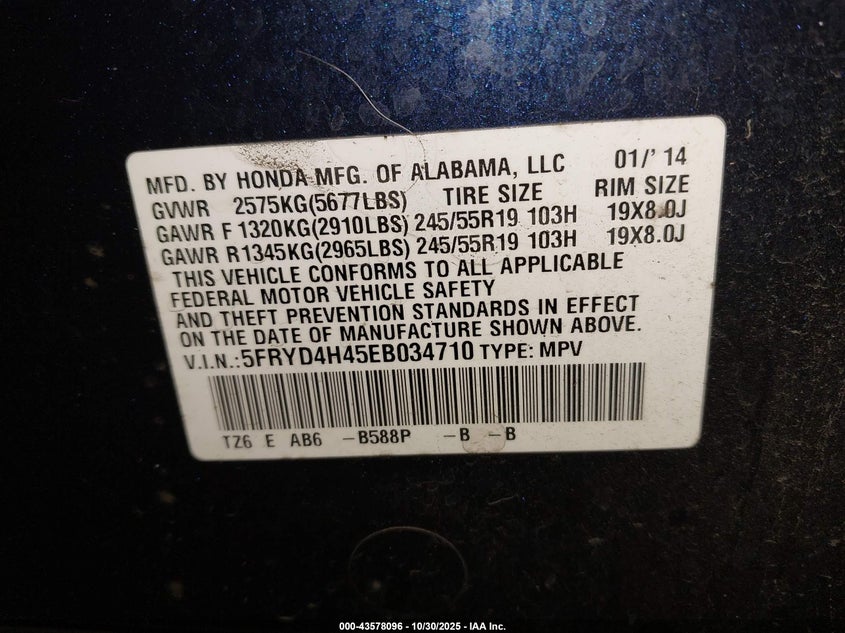 MFD. BY HONDA MFG. OF ALABAMA, LLC 01/' 14
GVWR 2575KG(5677LBS) TIRE SIZE RIM SIZE
GAWR F 1320KG(2910LBS) 245/55R19 103H 19X8.0J
GAWR R1345KG(2965LBS) 245/55R19 103H 19X8.0J
THIS VEHICLE CONFORMS TO ALL APPLICABLE
FEDERAL MOTOR VEHICLE SAFETY
AND THEFT PREVENTION STANDARDS IN EFFECT
ON THE DATE OF MANUFACTURE SHOWN ABOVE.
V.I.N.:5FRYD4H45EB034710 TYPE: MPV
TZ6 E AB6 -B588P -B -B
000-43578096 - 10/30/2025 - IAA Inc.